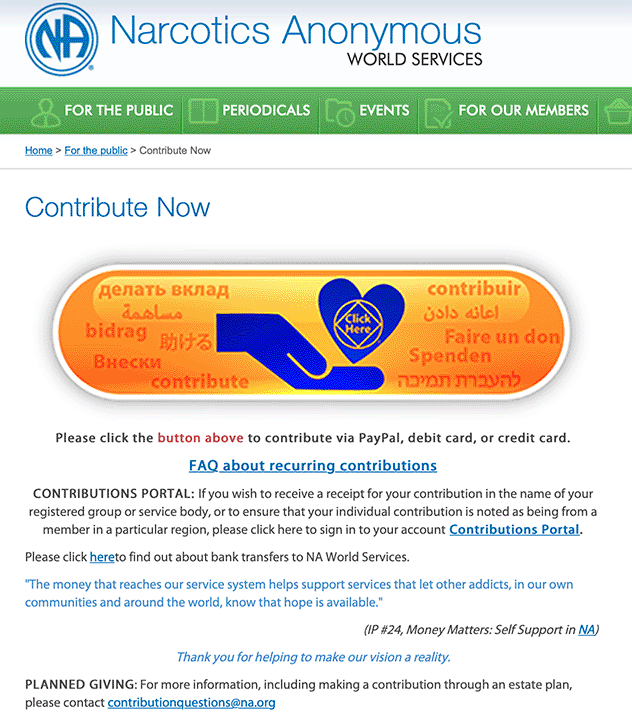 NA
Narcotics Anonymous
WORLD SERVICES
FOR THE PUBLIC PERIODICALS EVENTS FOR OUR MEMBERS
Home > For the public > Contribute Now
Contribute Now
делать вклад contribuir
مساهمة اعانه دادن
bidrag 助ける Click Here Faire un don
Внески Spenden
contribute להעברת תמיכה
Please click the button above to contribute via PayPal, debit card, or credit card.
FAQ about recurring contributions
CONTRIBUTIONS PORTAL: If you wish to receive a receipt for your contribution in the name of your
registered group or service body, or to ensure that your individual contribution is noted as being from a
member in a particular region, please click here to sign in to your account Contributions Portal.
Please click hereto find out about bank transfers to NA World Services.
"The money that reaches our service system helps support services that let other addicts, in our own
communities and around the world, know that hope is available."
(IP #24, Money Matters: Self Support in NA)
Thank you for helping to make our vision a reality.
PLANNED GIVING: For more information, including making a contribution through an estate plan,
please contact contributionquestions@na.org